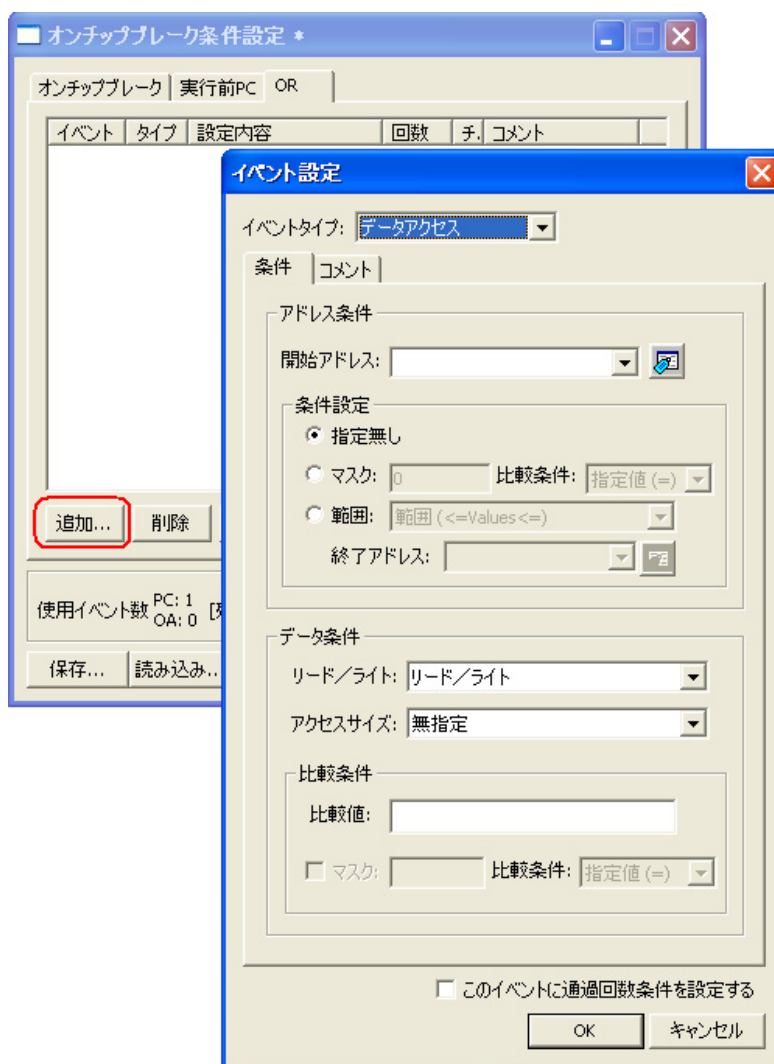 オンチップブレーク条件設定 *
オンチップブレーク 実行前PC OR
イベント タイプ 設定内容 回数 チ. コメント
追加... 削除
使用イベント数 PC: 1
OA: 0
保存... 読み込み..
イベント設定
イベントタイプ: データアクセス
条件 コメント
アドレス条件
開始アドレス:
条件設定
指定無し
マスク: 0 比較条件: 指定値 (=)
範囲: 範囲 (<=Values<=)
終了アドレス:
データ条件
リード/ライト: リード/ライト
アクセスサイズ: 無指定
比較条件
比較値:
マスク: 比較条件: 指定値 (=)
このイベントに通過回数条件を設定する
OK キャンセル